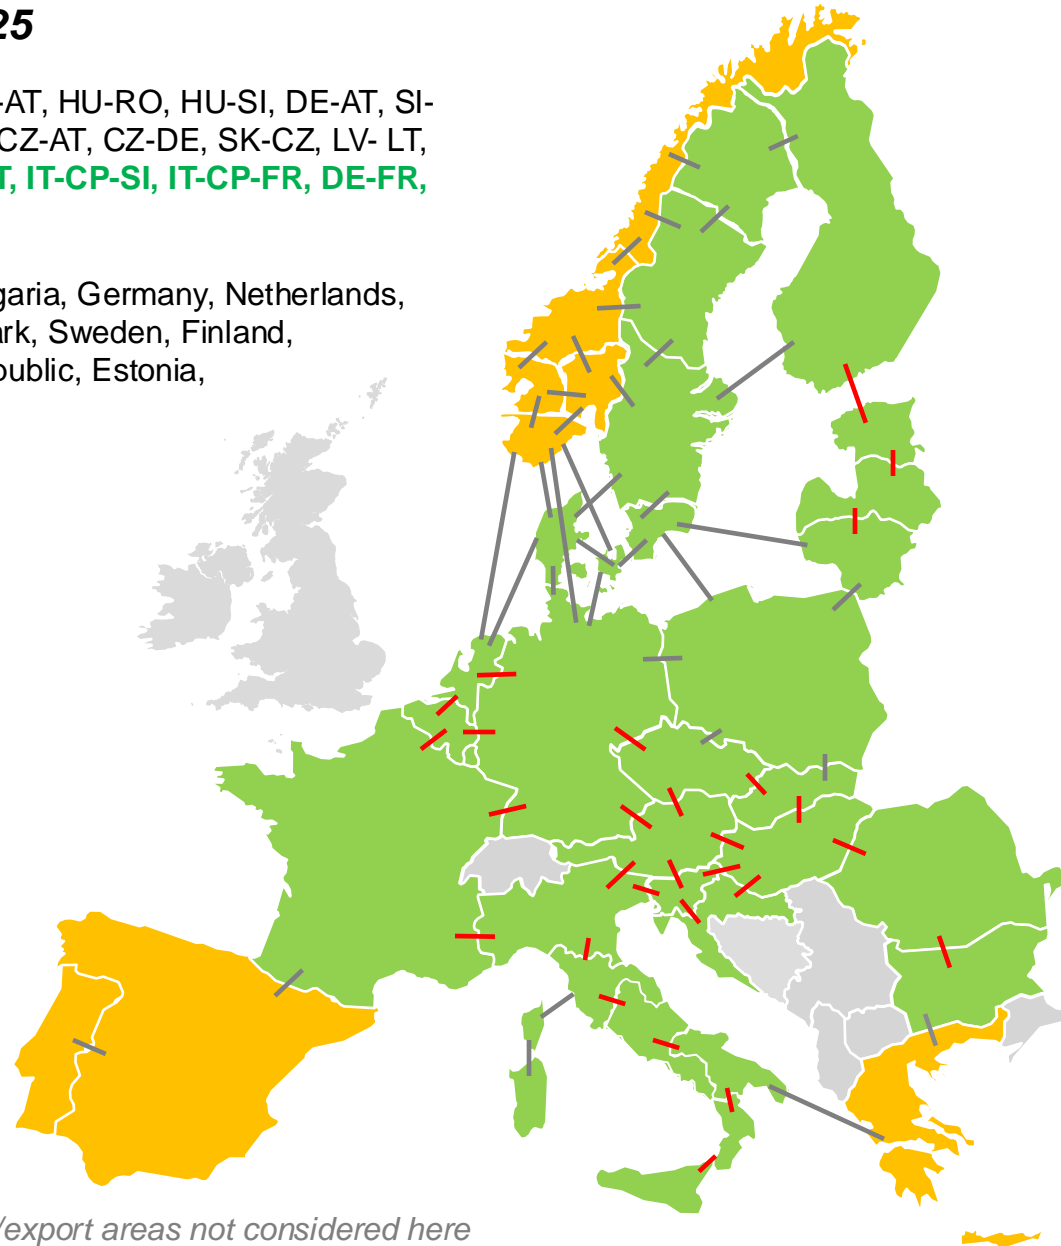 25
-AT, HU-RO, HU-SI, DE-AT, SI-
CZ-AT, CZ-DE, SK-CZ, LV- LT,
T, IT-CP-SI, IT-CP-FR, DE-FR,
garia, Germany, Netherlands,
ark, Sweden, Finland,
public, Estonia,
/export areas not considered here